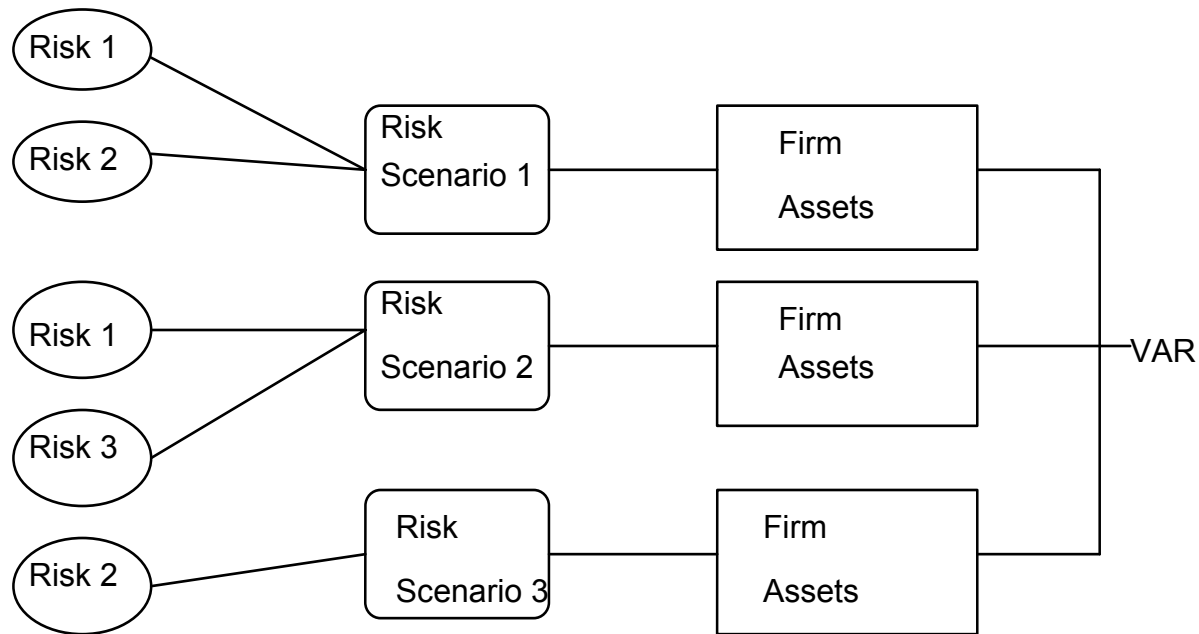 Risk 1
Risk 2
Risk
Scenario 1
Firm
Assets
Risk 1
Risk 3
Risk
Scenario 2
Firm
Assets
VAR
Risk 2
Risk
Scenario 3
Firm
Assets